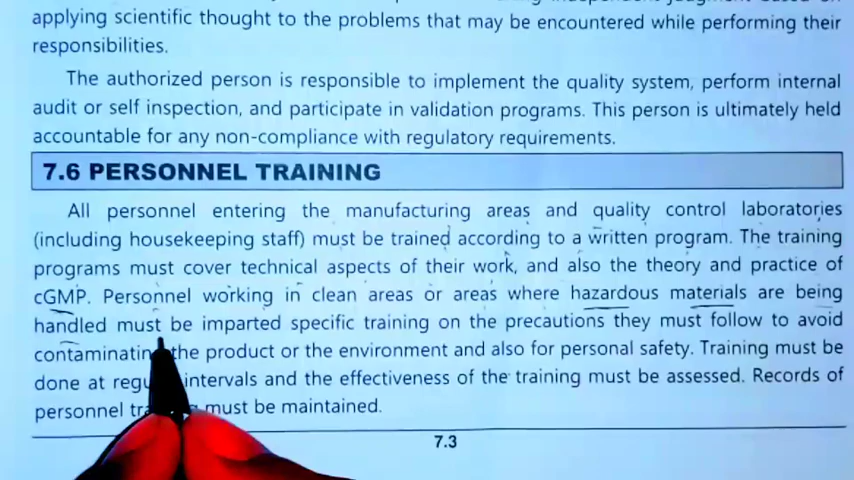 applying scientific thought to the problems that may be encountered while performing their
responsibilities.
The authorized person is responsible to implement the quality system, perform internal
audit or self inspection, and participate in validation programs. This person is ultimately held
accountable for any non-compliance with regulatory requirements.
7.6 PERSONNEL TRAINING
All personnel entering the manufacturing areas and quality control laboratories
(including housekeeping staff) must be trained according to a written program. The training
programs must cover technical aspects of their work, and also the theory and practice of
cGMP. Personnel working in clean areas or areas where hazardous materials are being
handled must be imparted specific training on the precautions they must follow to avoid
the product or the environment and also for personal safety. Training must be
done at intervals and the effectiveness of the training must be assessed. Records of
personnel must be maintained.
7.3